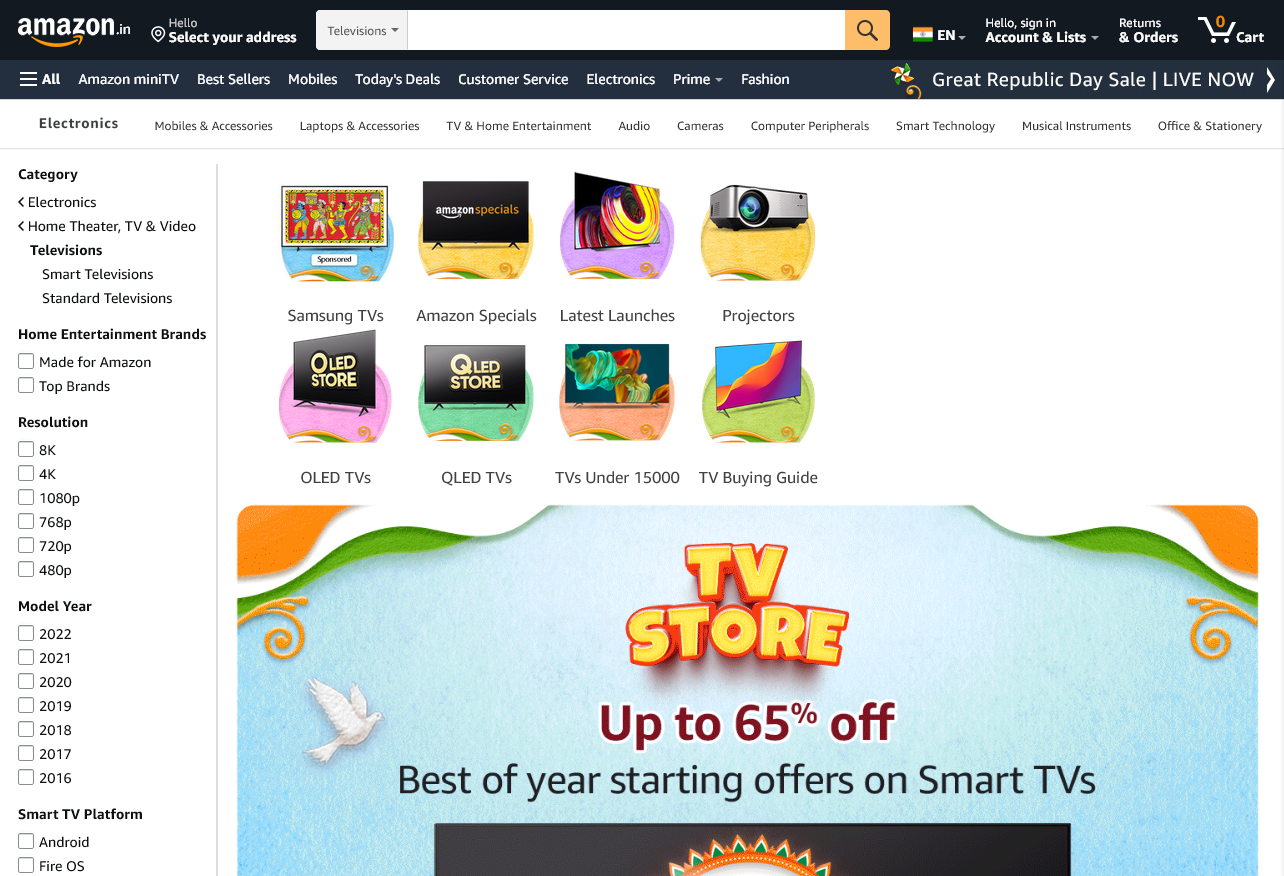 amazon.in
Hello
Select your address
Televisions
EN
Hello, sign in
Account & Lists
Returns
& Orders
0
Cart
All
Amazon miniTV
Best Sellers
Mobiles
Today's Deals
Customer Service
Electronics
Prime
Fashion
Great Republic Day Sale | LIVE NOW
Electronics
Mobiles & Accessories
Laptops & Accessories
TV & Home Entertainment
Audio
Cameras
Computer Peripherals
Smart Technology
Musical Instruments
Office & Stationery
Category
Electronics
Home Theater, TV & Video
Televisions
Smart Televisions
Standard Televisions
Home Entertainment Brands
Made for Amazon
Top Brands
Resolution
8K
4K
1080p
768p
720p
480p
Model Year
2022
2021
2020
2019
2018
2017
2016
Smart TV Platform
Android
Fire OS
Sponsored
amazon specials
Samsung TVs
Amazon Specials
Latest Launches
Projectors
OLED
STORE
QLED
STORE
OLED TVs
QLED TVs
TVs Under 15000
TV Buying Guide
TV
STORE
Up to 65% off
Best of year starting offers on Smart TVs